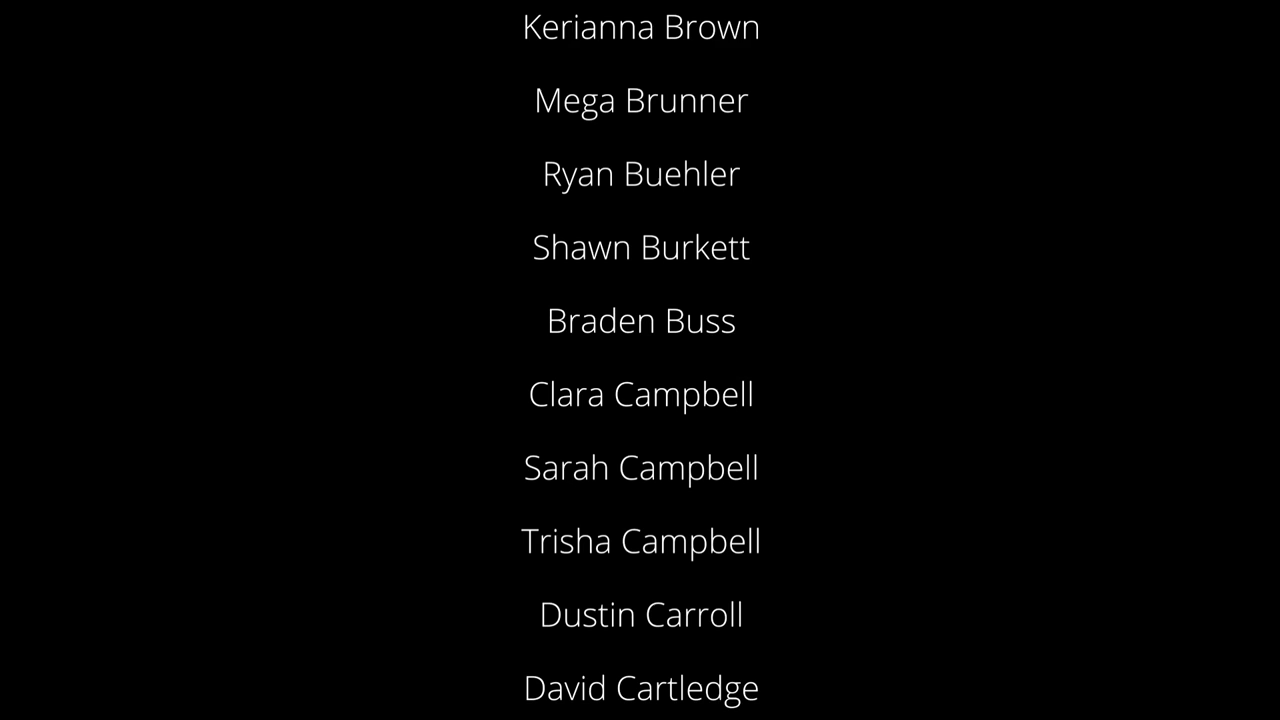 Kerianna Brown
Mega Brunner
Ryan Buehler
Shawn Burkett
Braden Buss
Clara Campbell
Sarah Campbell
Trisha Campbell
Dustin Carroll
David Cartledge